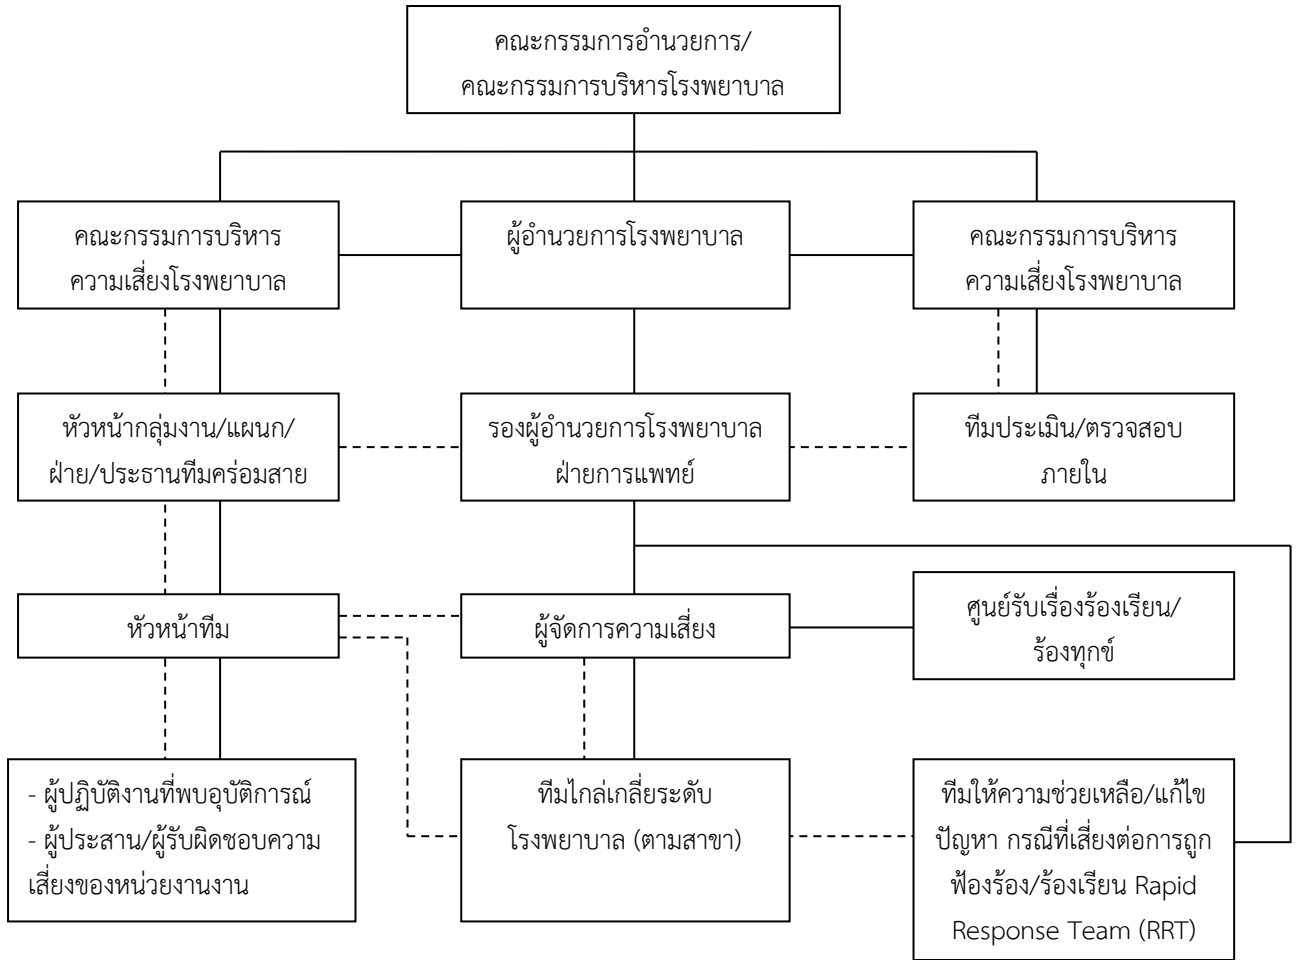 คณะกรรมการอำนวยการ/
คณะกรรมการบริหารโรงพยาบาล
คณะกรรมการบริหาร
ความเสี่ยงโรงพยาบาล
ผู้อำนวยการโรงพยาบาล
คณะกรรมการบริหาร
ความเสี่ยงโรงพยาบาล
หัวหน้ากลุ่มงาน/แผนก/
ฝ่าย/ประธานทีมคร่อมสาย
รองผู้อำนวยการโรงพยาบาล
ฝ่ายการแพทย์
ทีมประเมิน/ตรวจสอบ
ภายใน
หัวหน้าทีม
ผู้จัดการความเสี่ยง
ศูนย์รับเรื่องร้องเรียน/
ร้องทุกข์
- ผู้ปฏิบัติงานที่พบอุบัติการณ์
- ผู้ประสาน/ผู้รับผิดชอบความ
เสี่ยงของหน่วยงานงาน
ทีมไกล่เกลี่ยระดับ
โรงพยาบาล (ตามสาขา)
ทีมให้ความช่วยเหลือ/แก้ไข
ปัญหา กรณีที่เสี่ยงต่อการถูก
ฟ้องร้อง/ร้องเรียน Rapid
Response Team (RRT)